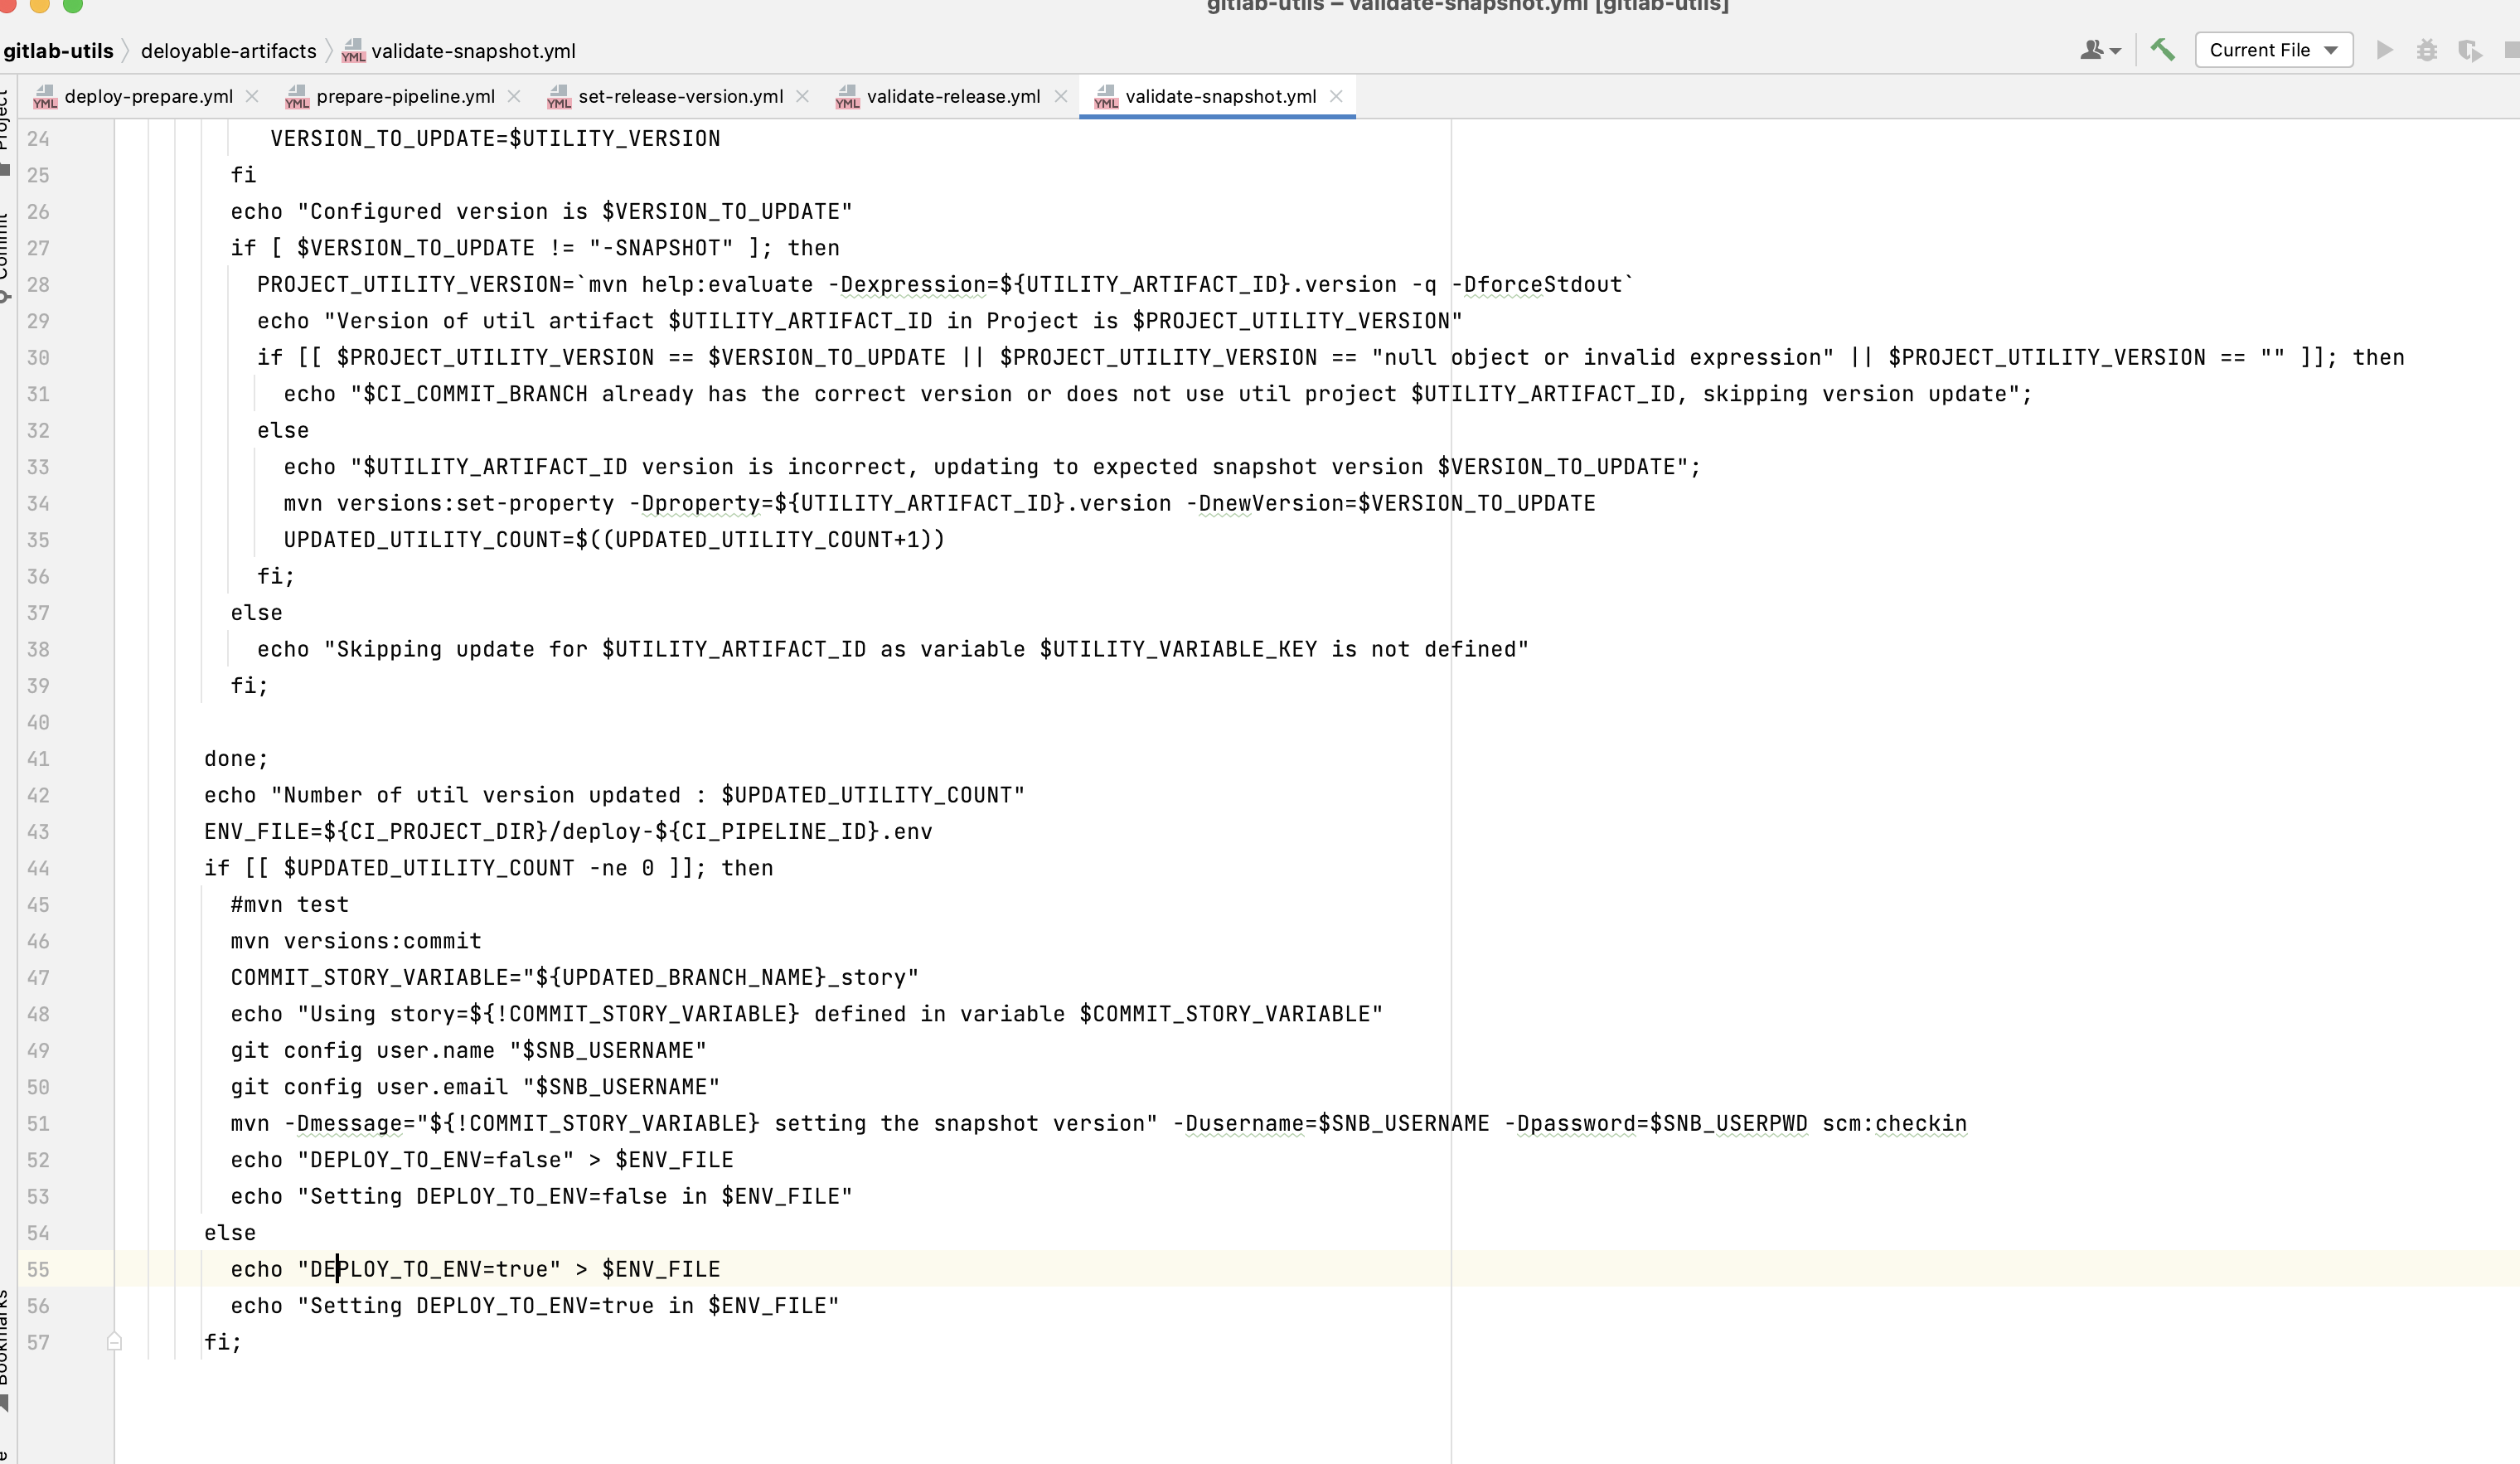 gitlab-utils – validate-snapshot.yml [gitlab-utils]
gitlab-utils deloyable-artifacts validate-snapshot.yml
Current File
deploy-prepare.yml prepare-pipeline.yml set-release-version.yml validate-release.yml validate-snapshot.yml
Project
Commit
Bookmarks
24 VERSION_TO_UPDATE=$UTILITY_VERSION
25 fi
26 echo "Configured version is $VERSION_TO_UPDATE"
27 if [ $VERSION_TO_UPDATE != "-SNAPSHOT" ]; then
28 PROJECT_UTILITY_VERSION=`mvn help:evaluate -Dexpression=${UTILITY_ARTIFACT_ID}.version -q -DforceStdout`
29 echo "Version of util artifact $UTILITY_ARTIFACT_ID in Project is $PROJECT_UTILITY_VERSION"
30 if [[ $PROJECT_UTILITY_VERSION == $VERSION_TO_UPDATE || $PROJECT_UTILITY_VERSION == "null object or invalid expression" || $PROJECT_UTILITY_VERSION == "" ]]; then
31 echo "$CI_COMMIT_BRANCH already has the correct version or does not use util project $UTILITY_ARTIFACT_ID, skipping version update";
32 else
33 echo "$UTILITY_ARTIFACT_ID version is incorrect, updating to expected snapshot version $VERSION_TO_UPDATE";
34 mvn versions:set-property -Dproperty=${UTILITY_ARTIFACT_ID}.version -DnewVersion=$VERSION_TO_UPDATE
35 UPDATED_UTILITY_COUNT=$((UPDATED_UTILITY_COUNT+1))
36 fi;
37 else
38 echo "Skipping update for $UTILITY_ARTIFACT_ID as variable $UTILITY_VARIABLE_KEY is not defined"
39 fi;
40
41 done;
42 echo "Number of util version updated : $UPDATED_UTILITY_COUNT"
43 ENV_FILE=${CI_PROJECT_DIR}/deploy-${CI_PIPELINE_ID}.env
44 if [[ $UPDATED_UTILITY_COUNT -ne 0 ]]; then
45 #mvn test
46 mvn versions:commit
47 COMMIT_STORY_VARIABLE="${UPDATED_BRANCH_NAME}_story"
48 echo "Using story=${!COMMIT_STORY_VARIABLE} defined in variable $COMMIT_STORY_VARIABLE"
49 git config user.name "$SNB_USERNAME"
50 git config user.email "$SNB_USERNAME"
51 mvn -Dmessage="${!COMMIT_STORY_VARIABLE} setting the snapshot version" -Dusername=$SNB_USERNAME -Dpassword=$SNB_USERPWD scm:checkin
52 echo "DEPLOY_TO_ENV=false" > $ENV_FILE
53 echo "Setting DEPLOY_TO_ENV=false in $ENV_FILE"
54 else
55 echo "DEPLOY_TO_ENV=true" > $ENV_FILE
56 echo "Setting DEPLOY_TO_ENV=true in $ENV_FILE"
57 fi;